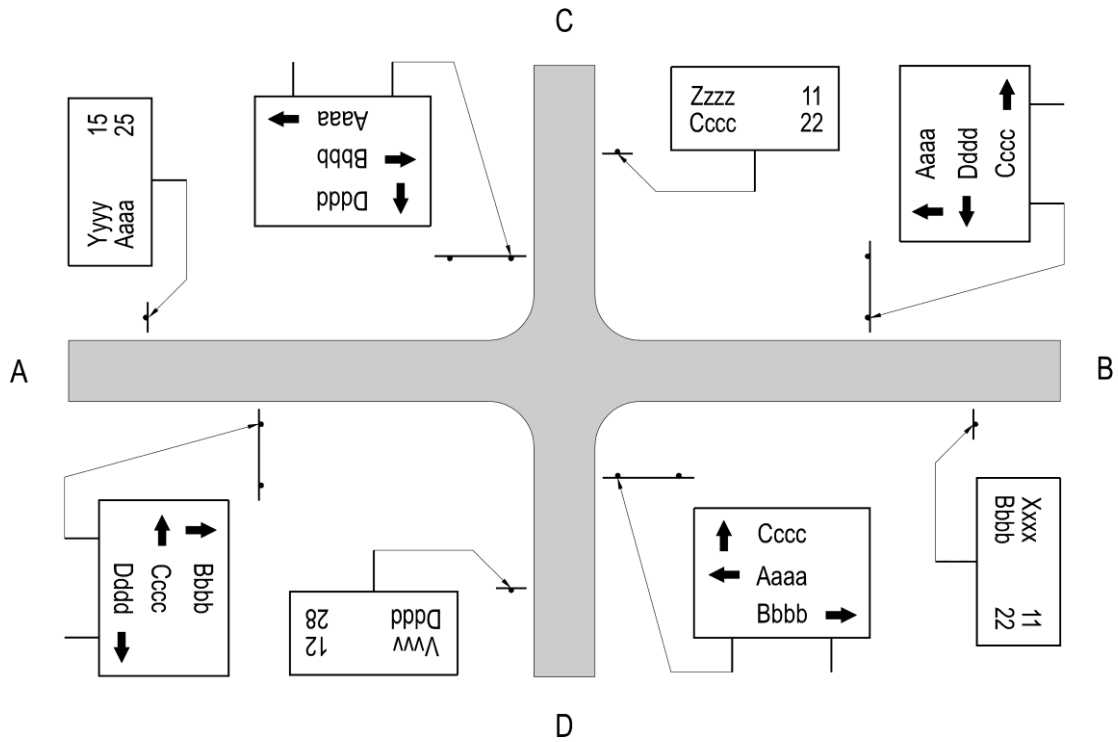 C
Dddd
Bbbb
Aaaa
Zzzz 11
Cccc 22
Aaaa
Dddd
Cccc
Yyyy 15
Aaaa 25
A
B
Bbbb
Cccc
Dddd
Vvvv 12
Dddd 28
Cccc
Aaaa
Bbbb
Xxxx 11
Bbbb 22
D